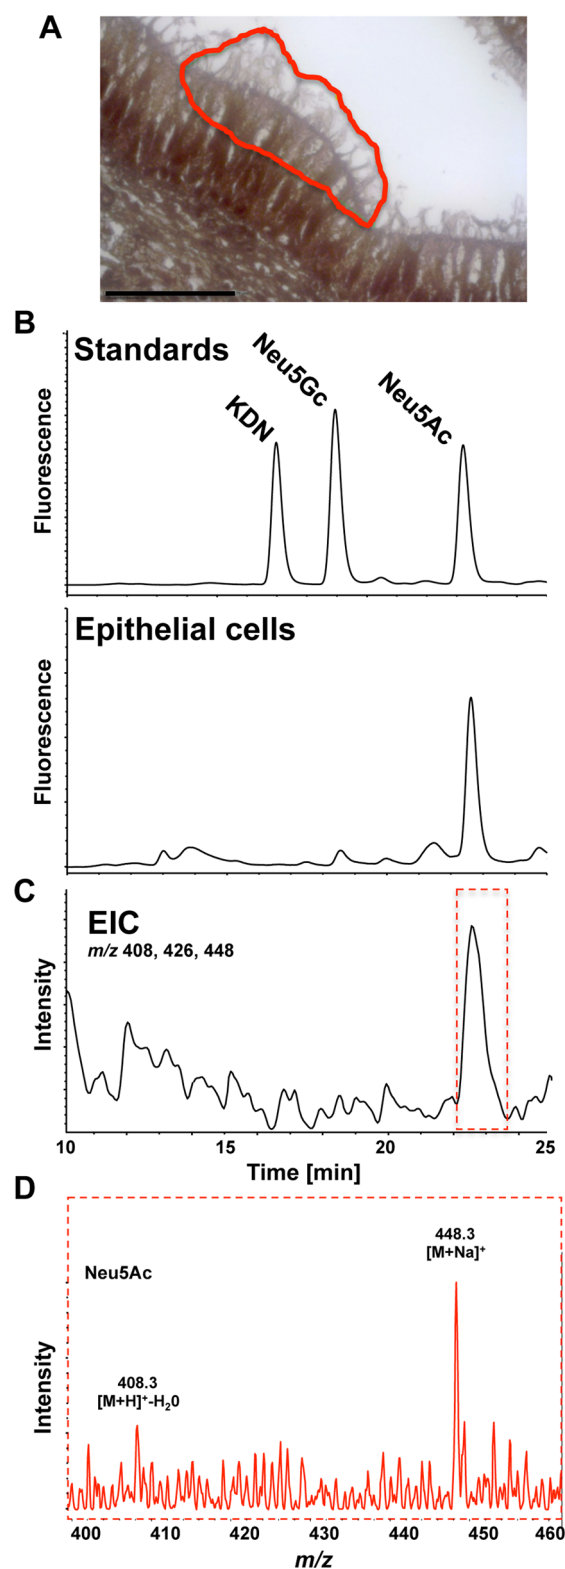 A
B
Standards
KDN
Neu5Gc
Neu5Ac
Fluorescence
Epithelial cells
Fluorescence
C
EIC
m/z 408, 426, 448
Intensity
10 15 20 25
Time [min]
D
Neu5Ac
448.3
[M+Na]⁺
408.3
[M+H]⁺-H₂0
Intensity
400 410 420 430 440 450 460
m/z